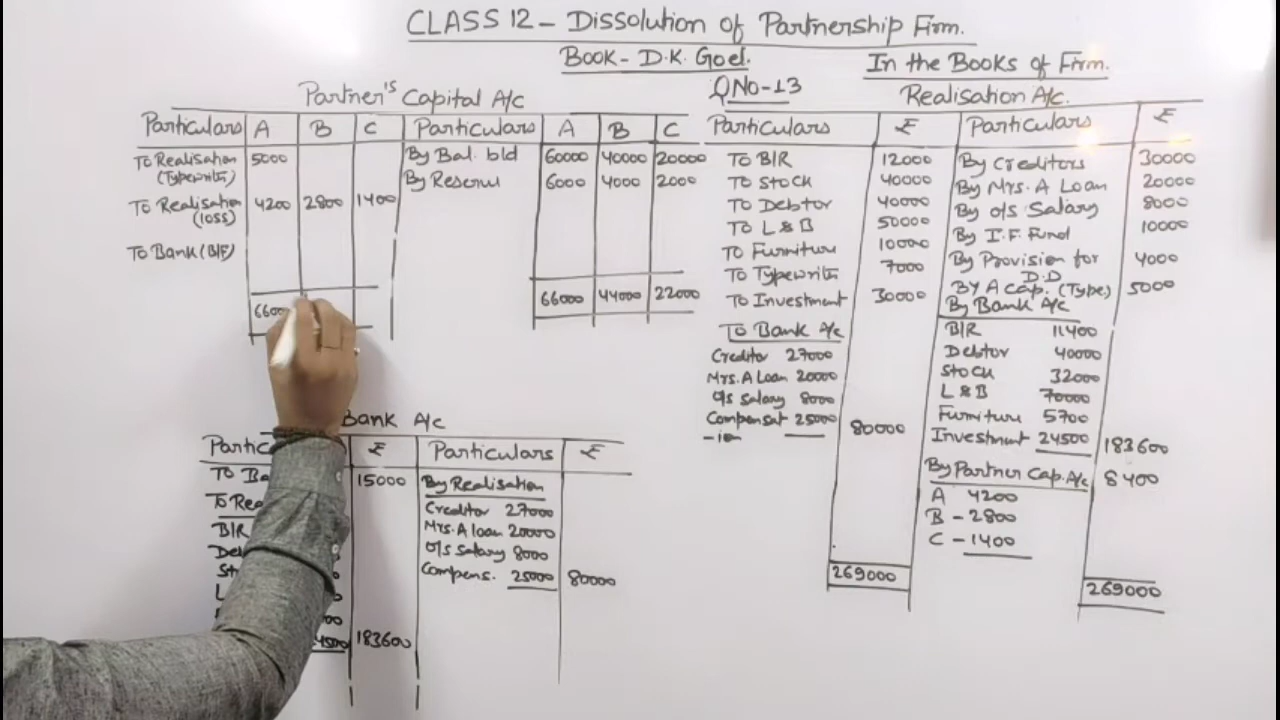 CLASS 12 - Dissolution of Partnership Firm.
BOOK - D.K. Goel.
In the Books of Firm.
Partner's Capital A/c
Particulars A B C Particulars A B C
To Realisation 5000 By Bal. b/d 60000 40000 20000
(Typewriter)
By Reserve 6000 4000 2000
To Realisation 4200 2800 1400
(loss)
To Bank (B/F)
66000 44000 22000
QNo-13
Realisation A/c.
Particulars ₹ Particulars ₹
To B/R 12000 By Creditors 30000
To Stock 40000 By Mrs. A Loan 20000
To Debtor 40000 By o/s Salary 8000
To L & B 50000 By I.F. Fund 10000
To Furniture 10000 By Provision for 4000
D.D
To Typewriter 7000 By A cap. (Type) 5000
To Investment 30000 By Bank A/c
To Bank A/c B/R 11400
Creditor 27000 Debtor 40000
Mrs. A Loan 20000 Stock 32000
o/s Salary 8000 L & B 70000
Compensat 25000 80000 Furniture 5700
-ion Investment 24500 183600
By Partner Cap. A/c 8400
A 4200
B - 2800
C - 1400
269000 269000
Bank A/c
₹ Particulars ₹
15000 By Realisation
Creditor 27000
B/R Mrs. A loan 20000
o/s Salary 8000
Compens. 25000 80000
183600